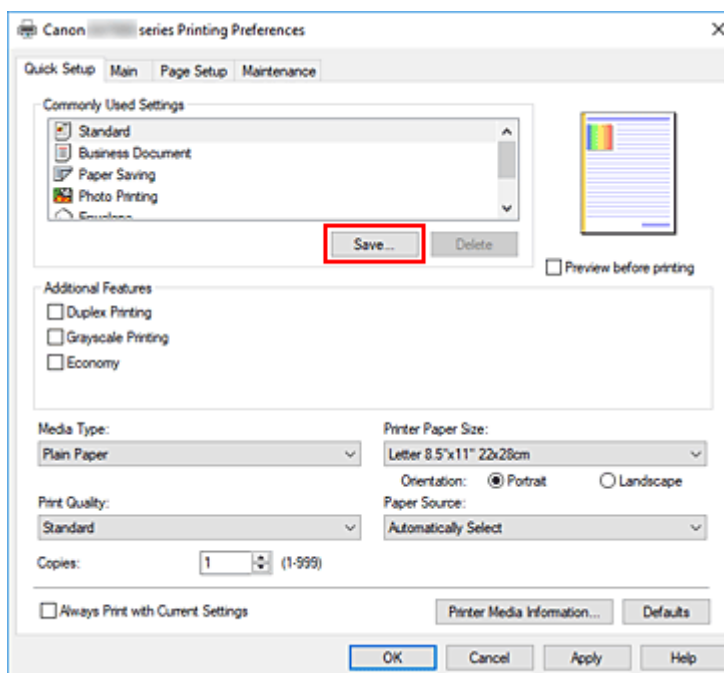 Canon series Printing Preferences
Quick Setup Main Page Setup Maintenance
Commonly Used Settings
Standard
Business Document
Paper Saving
Photo Printing
Envelope
Save... Delete
Preview before printing
Additional Features
Duplex Printing
Grayscale Printing
Economy
Media Type: Printer Paper Size:
Plain Paper Letter 8.5"x11" 22x28cm
Orientation: Portrait Landscape
Print Quality: Paper Source:
Standard Automatically Select
Copies: 1 (1-999)
Always Print with Current Settings Printer Media Information... Defaults
OK Cancel Apply Help